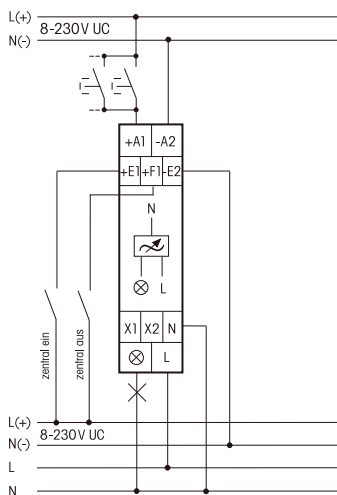 L(+)
8-230V UC
N(-)
+A1 -A2
+E1 +F1 -E2
N
L
X1 X2 N
L
zentral ein
zentral aus
L(+)
8-230V UC
N(-)
L
N